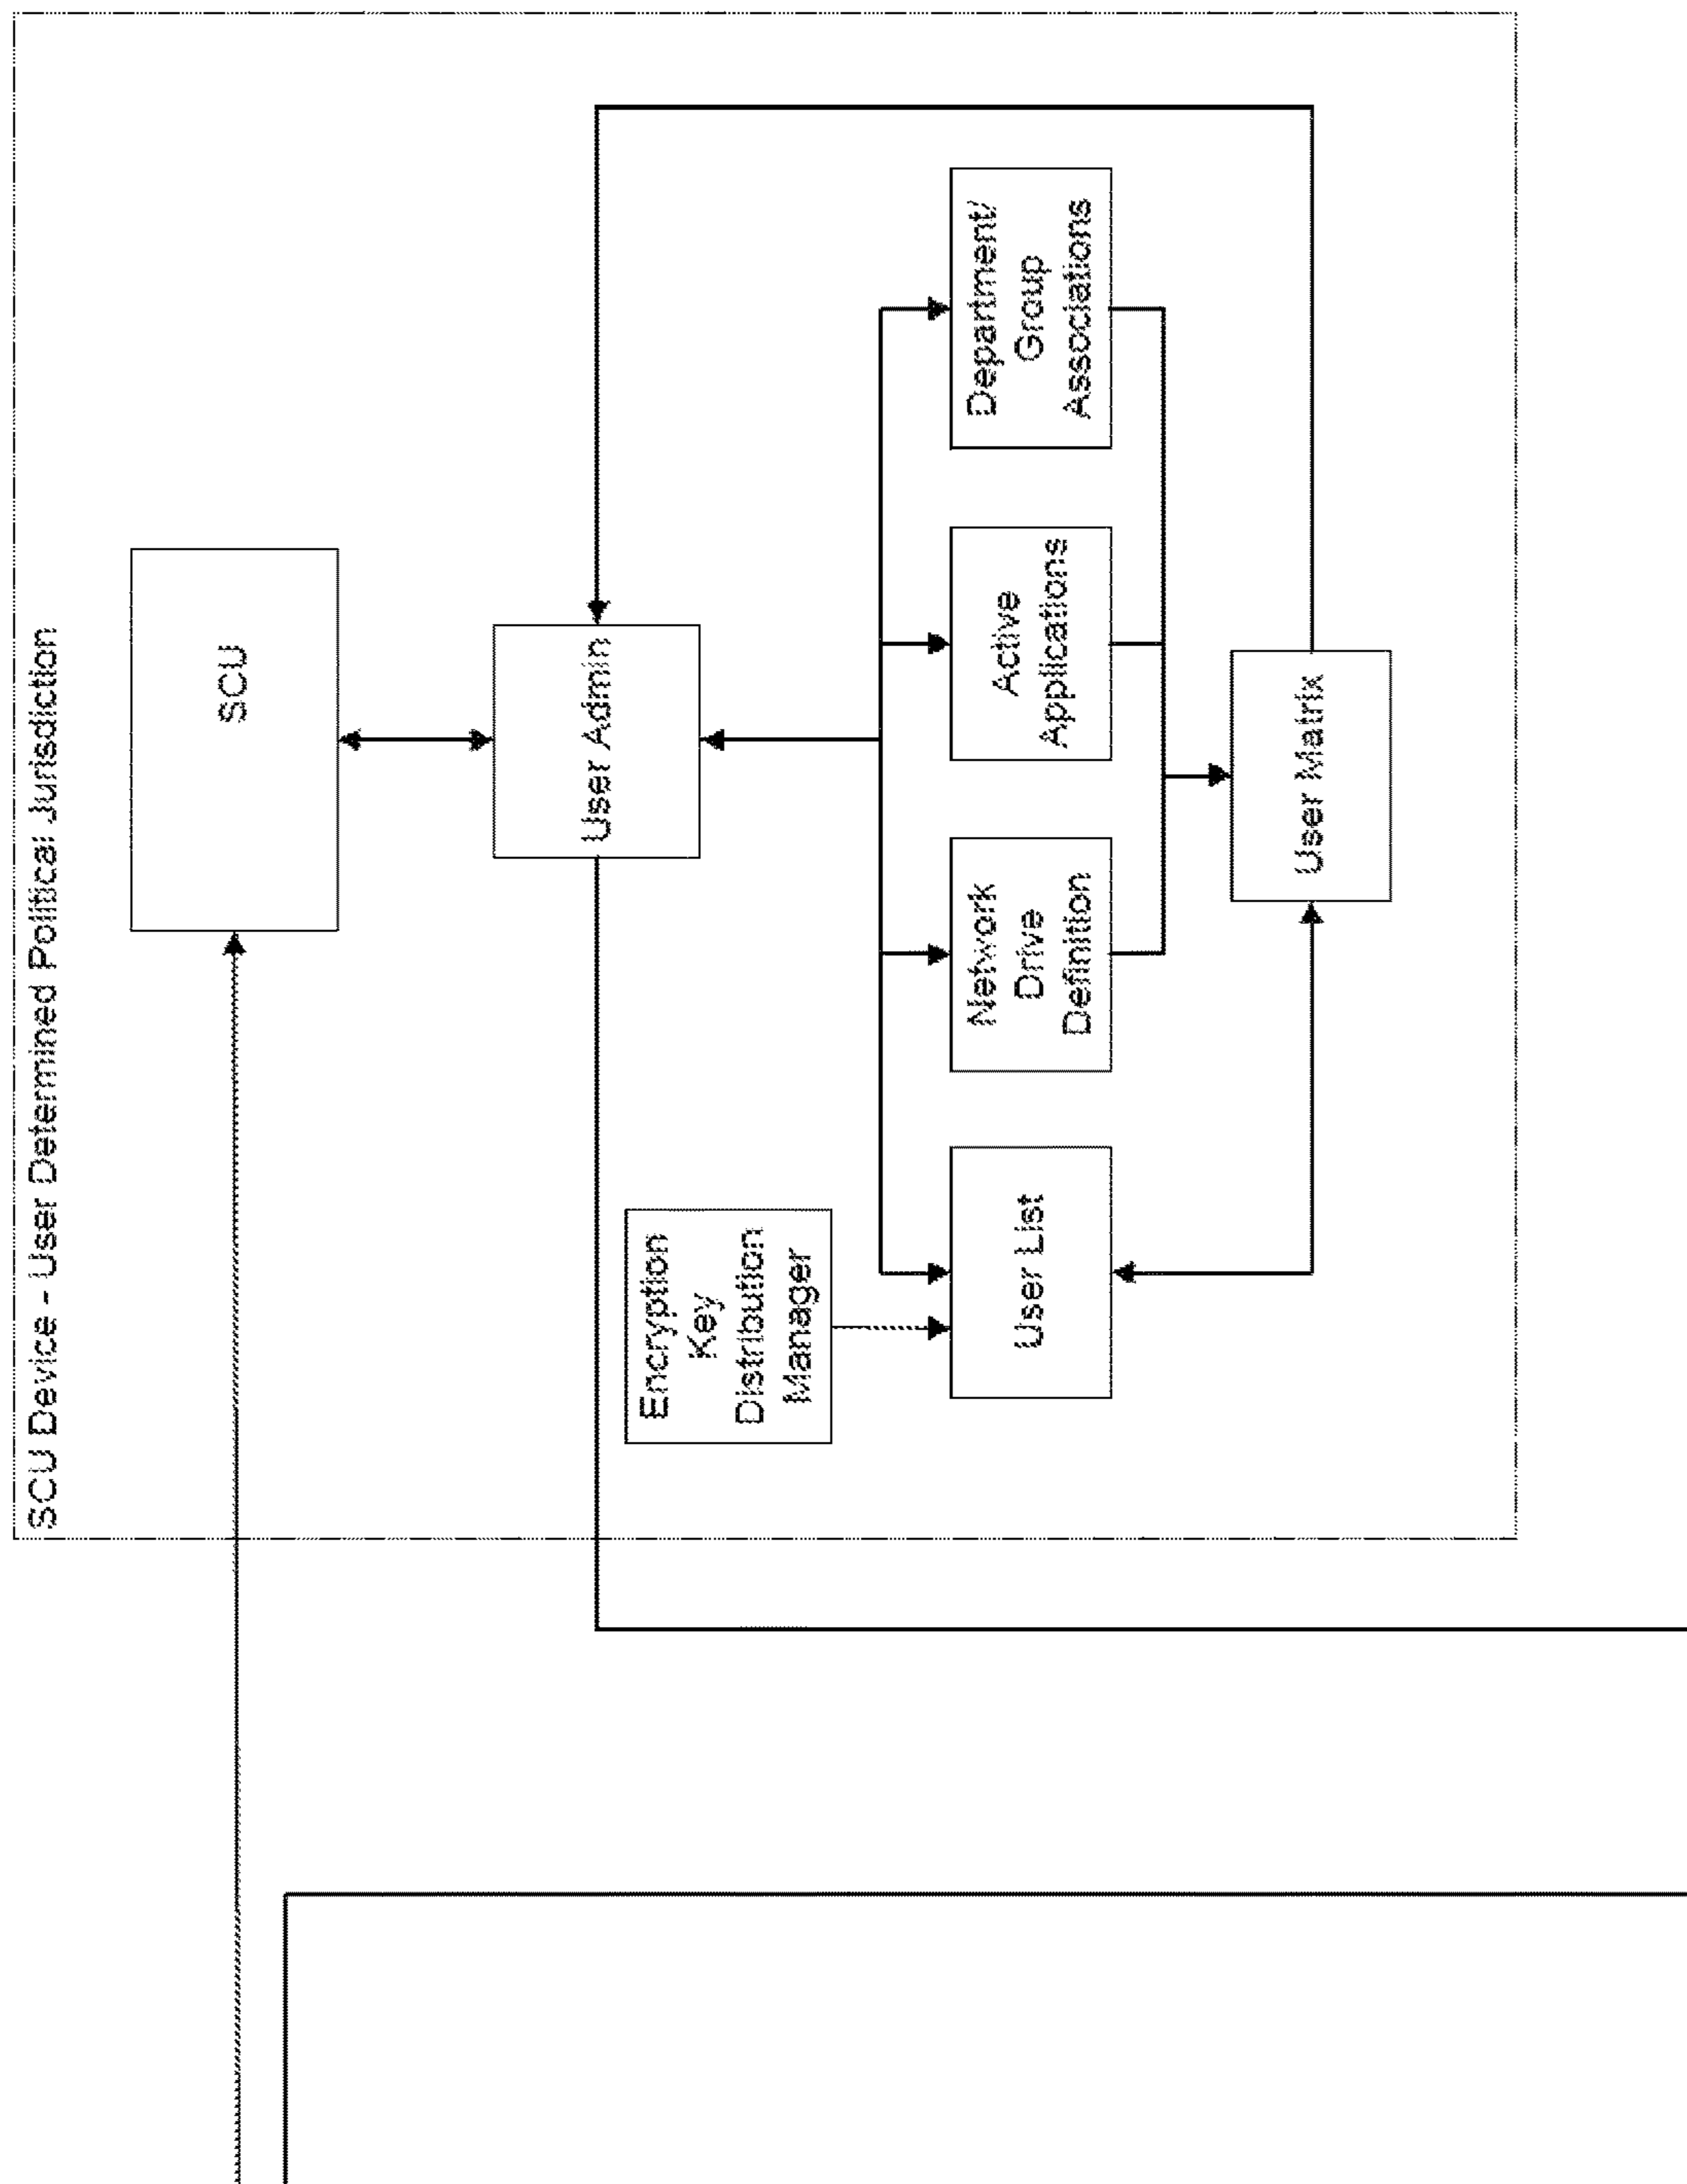 SCU Device - User Determined Political Jurisdiction
SCU
User Admin
Encryption
Key
Distribution
Manager
User List
Network
Drive
Definition
Active
Applications
Department/
Group
Associations
User Matrix